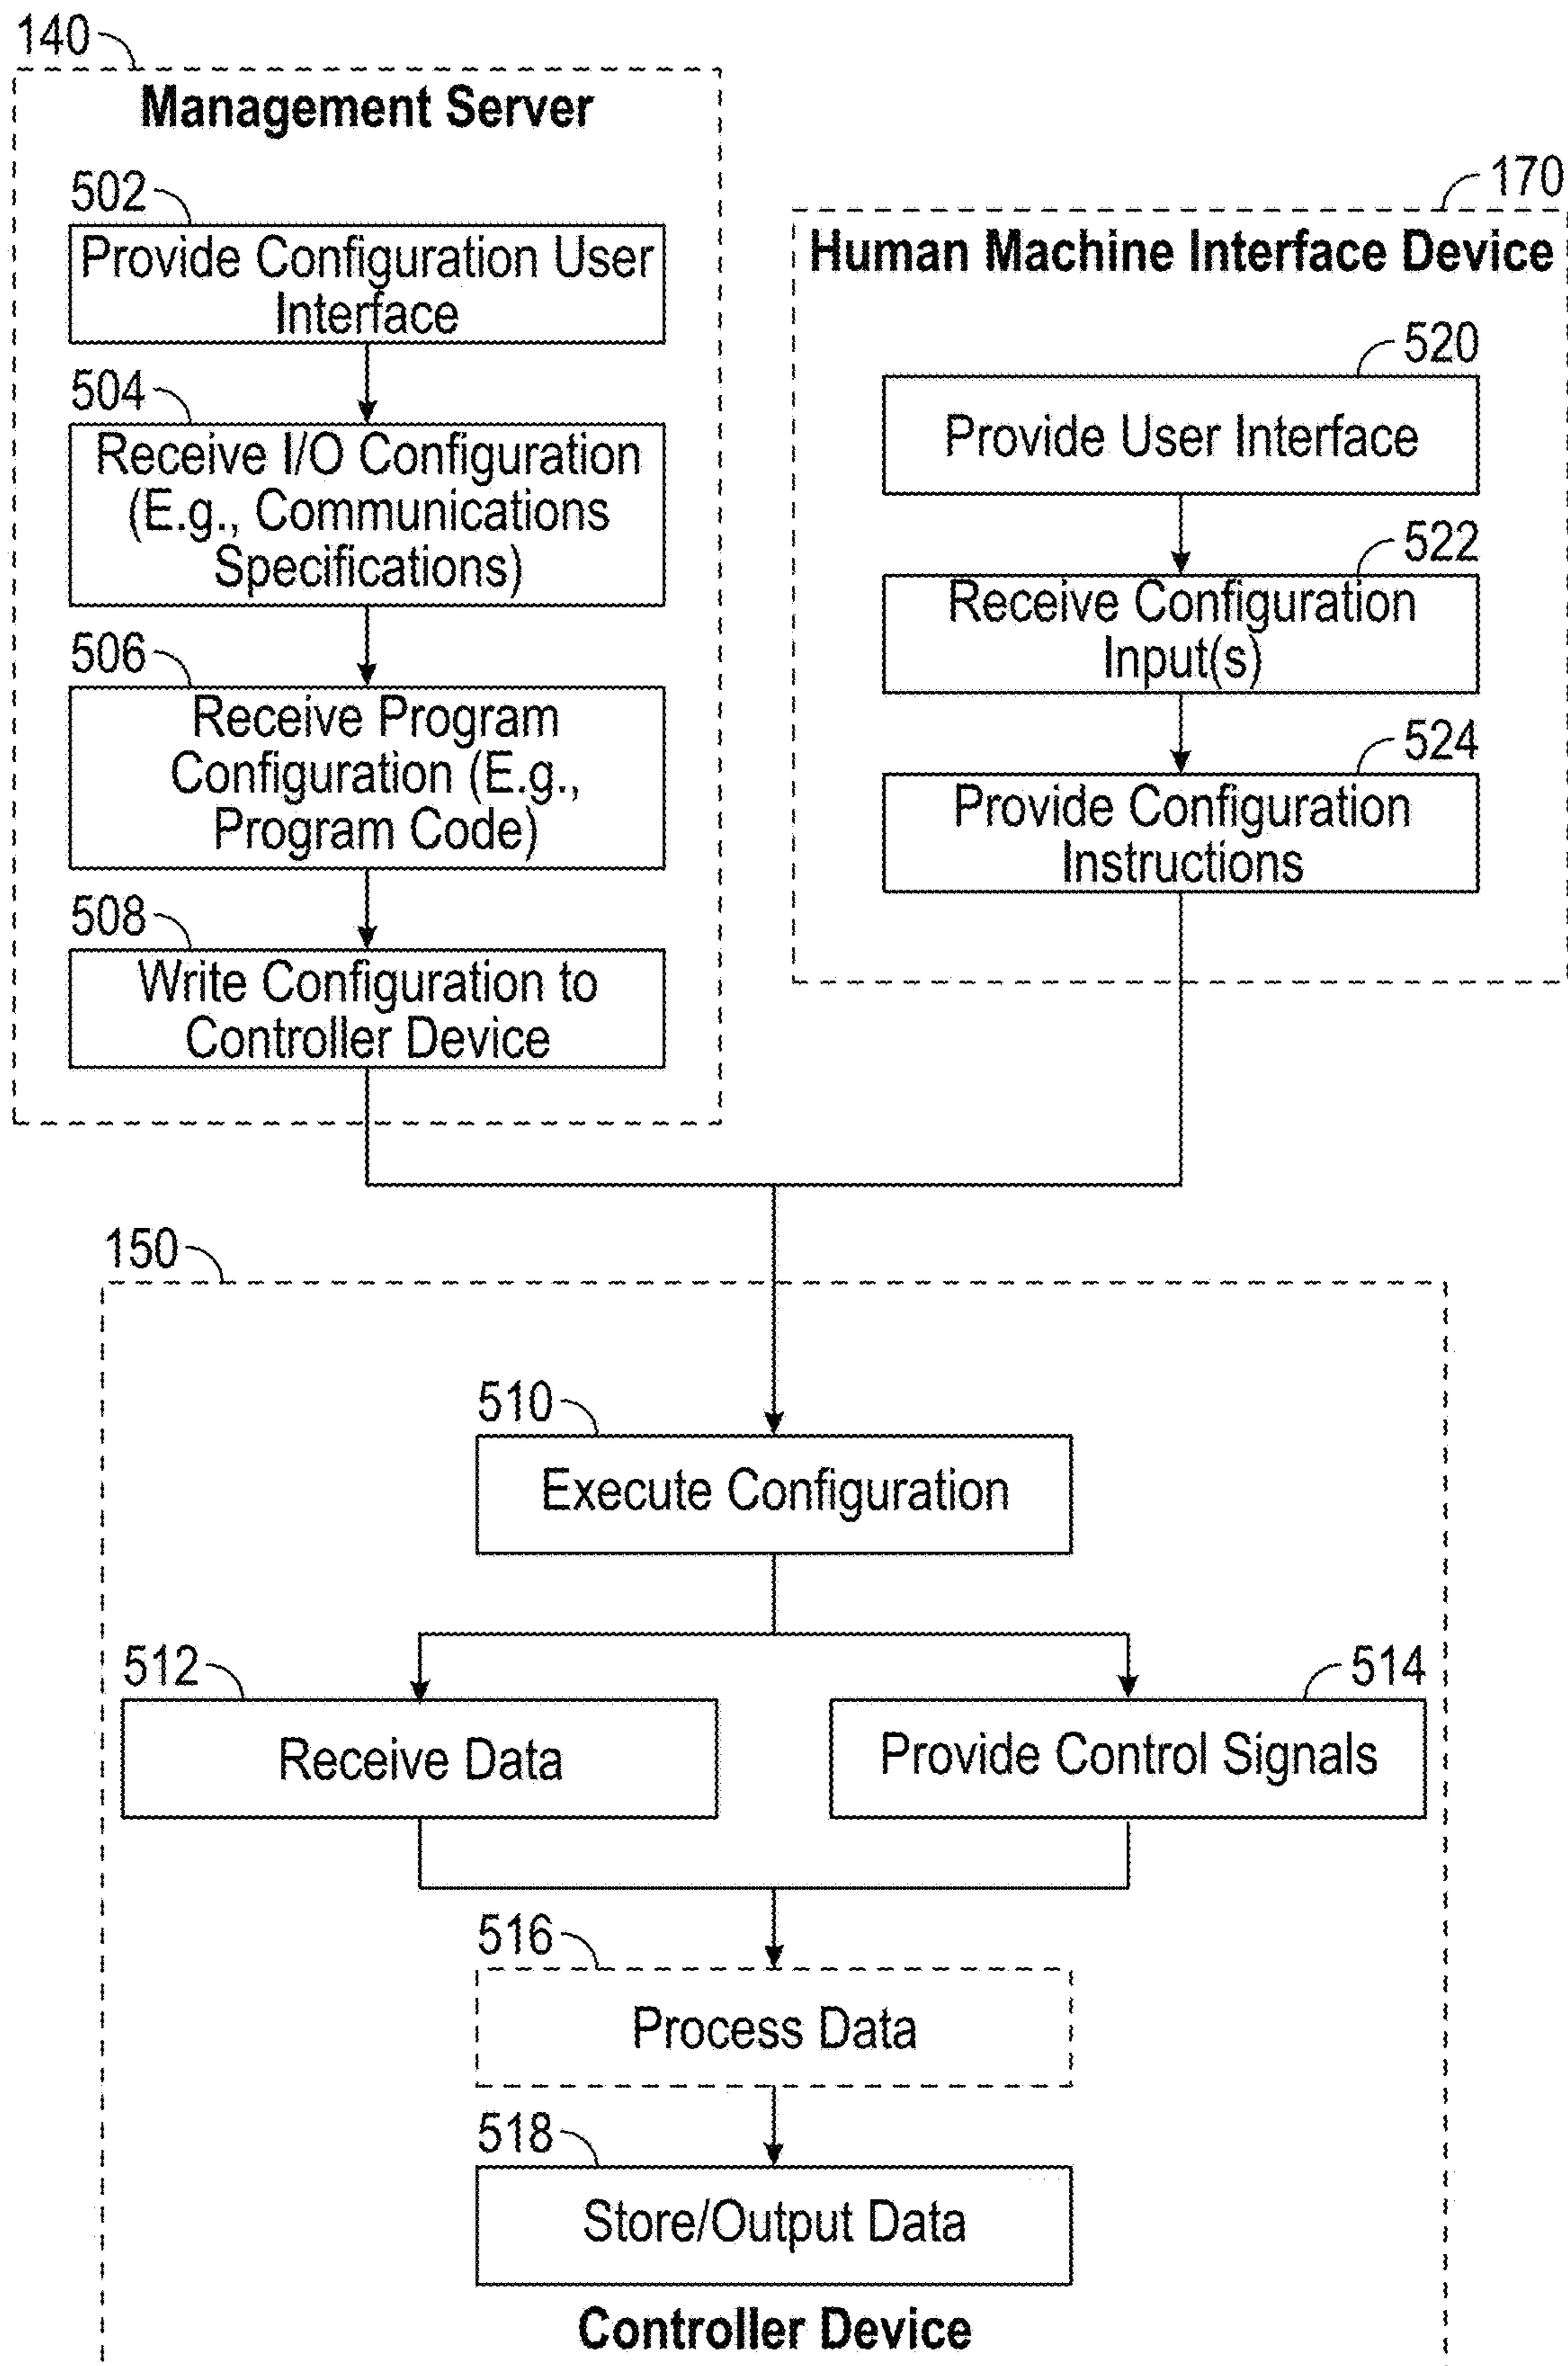 140
Management Server
502
Provide Configuration User
Interface
504
Receive I/O Configuration
(E.g., Communications
Specifications)
506
Receive Program
Configuration (E.g.,
Program Code)
508
Write Configuration to
Controller Device
170
Human Machine Interface Device
520
Provide User Interface
522
Receive Configuration
Input(s)
524
Provide Configuration
Instructions
150
510
Execute Configuration
512
Receive Data
514
Provide Control Signals
516
Process Data
518
Store/Output Data
Controller Device